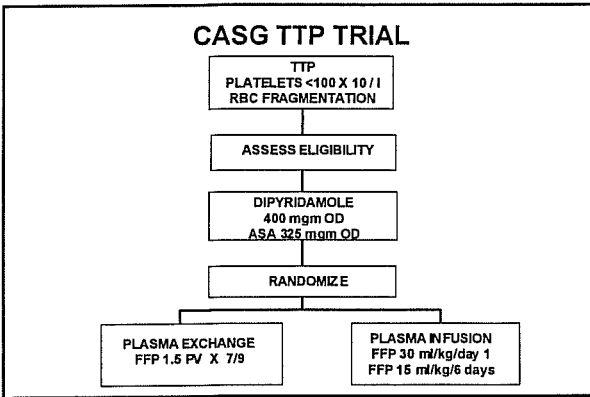 CASG TTP TRIAL
TTP
PLATELETS <100 X 10 / l
RBC FRAGMENTATION
ASSESS ELIGIBILITY
DIPYRIDAMOLE
400 mgm OD
ASA 325 mgm OD
RANDOMIZE
PLASMA EXCHANGE
FFP 1.5 PV X 7/9
PLASMA INFUSION
FFP 30 ml/kg/day 1
FFP 15 ml/kg/6 days